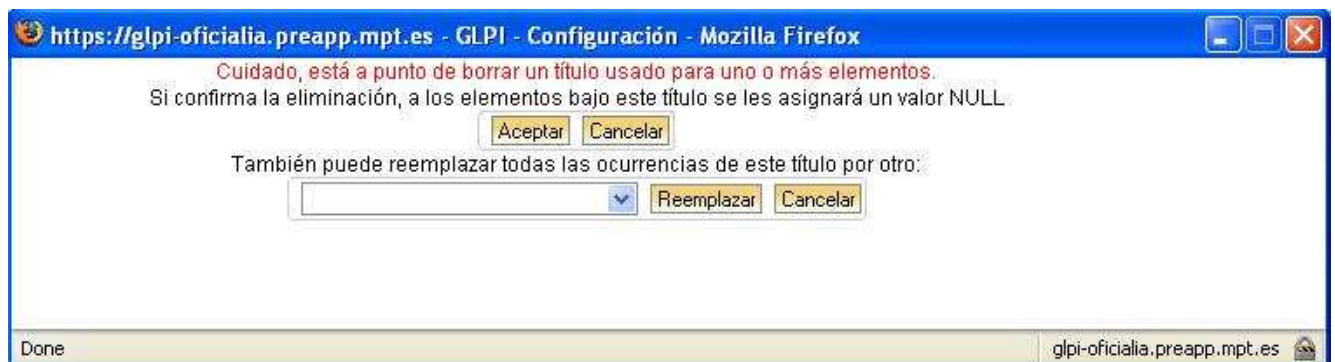 https://glpi-oficialia.preapp.mpt.es - GLPI - Configuración - Mozilla Firefox
Cuidado, está a punto de borrar un título usado para uno o más elementos.
Si confirma la eliminación, a los elementos bajo este título se les asignará un valor NULL
Aceptar Cancelar
También puede reemplazar todas las ocurrencias de este título por otro:
Reemplazar Cancelar
Done glpi-oficialia.preapp.mpt.es